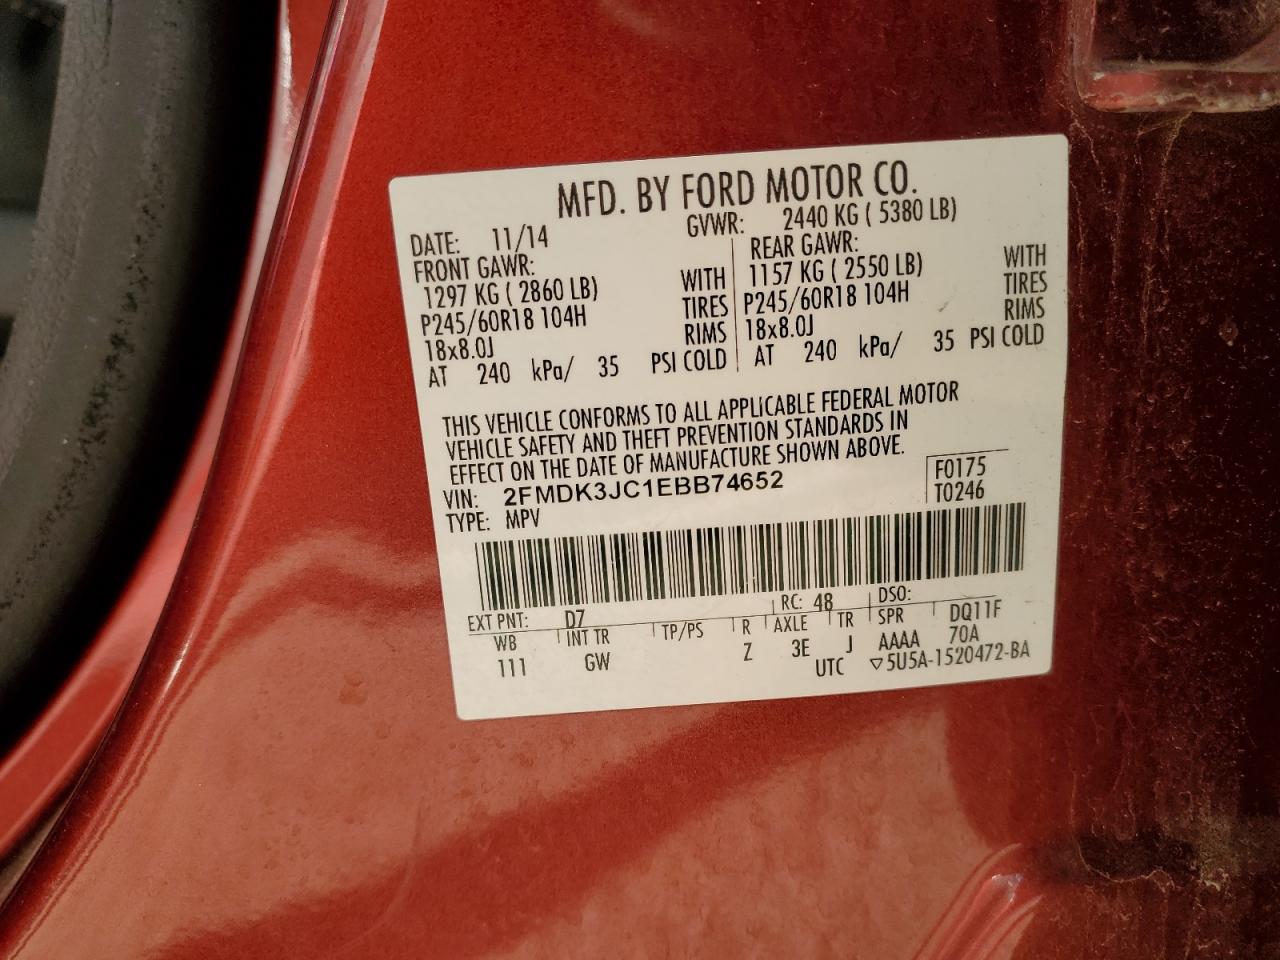 MFD. BY FORD MOTOR CO.
DATE: 11/14 GVWR: 2440 KG ( 5380 LB)
FRONT GAWR: REAR GAWR:
1297 KG ( 2860 LB) WITH 1157 KG ( 2550 LB) WITH
P245/60R18 104H TIRES P245/60R18 104H TIRES
18x8.0J RIMS 18x8.0J RIMS
AT 240 kPa/ 35 PSI COLD AT 240 kPa/ 35 PSI COLD
THIS VEHICLE CONFORMS TO ALL APPLICABLE FEDERAL MOTOR
VEHICLE SAFETY AND THEFT PREVENTION STANDARDS IN
EFFECT ON THE DATE OF MANUFACTURE SHOWN ABOVE.
VIN: 2FMDK3JC1EBB74652 F0175
TYPE: MPV T0246
EXT PNT: D7 RC: 48 DSO:
WB INT TR TP/PS R AXLE TR SPR DQ11F
111 GW Z 3E J AAAA 70A
UTC ▽5U5A-1520472-BA